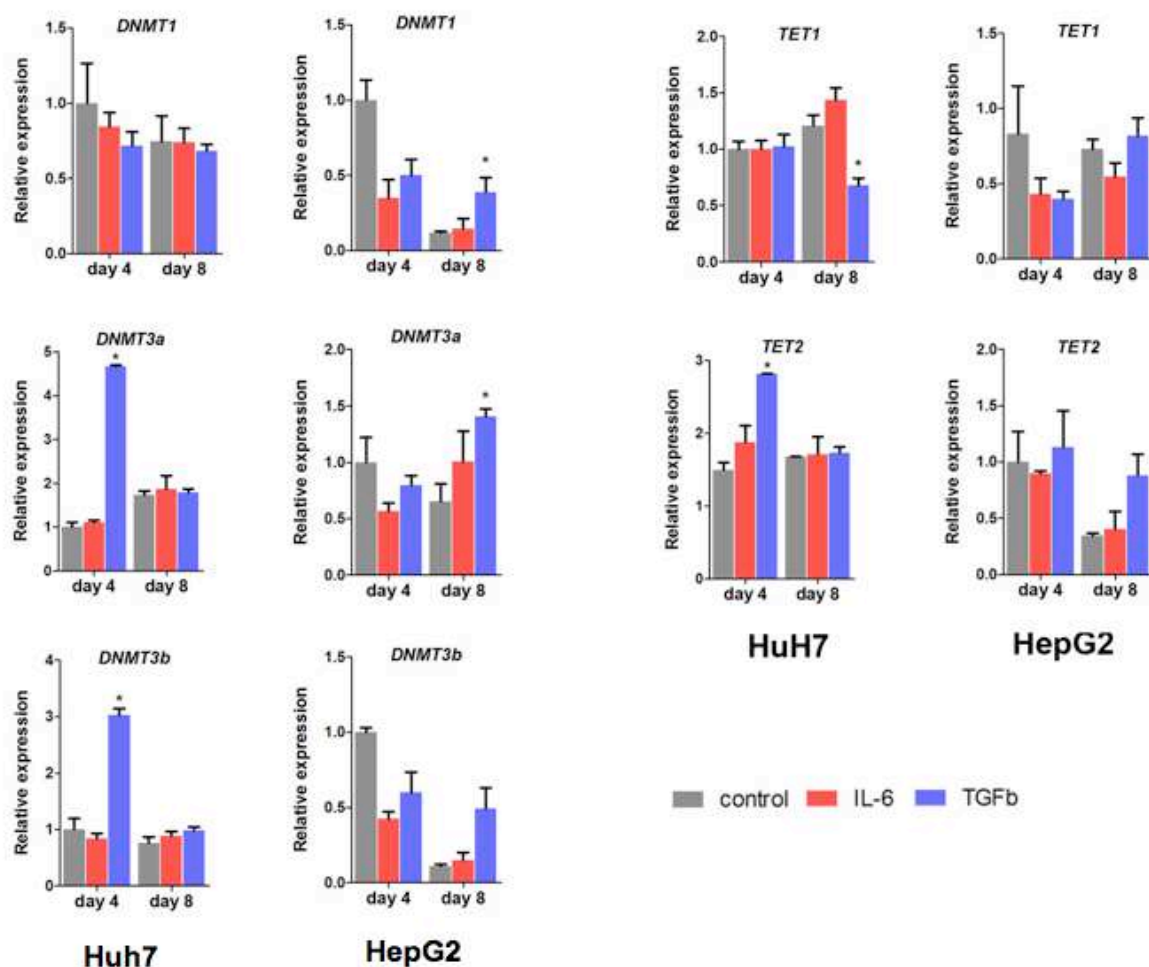 DNMT1
Relative expression
1.5
1.0
0.5
0.0
day 4 day 8
DNMT1
Relative expression
1.5
1.0
0.5
0.0
*
day 4 day 8
TET1
Relative expression
2.0
1.5
1.0
0.5
0.0
*
day 4 day 8
TET1
Relative expression
1.5
1.0
0.5
0.0
day 4 day 8
DNMT3a
Relative expression
5
4
3
2
1
0
*
day 4 day 8
DNMT3a
Relative expression
2.0
1.5
1.0
0.5
0.0
*
day 4 day 8
TET2
Relative expression
3
2
1
0
*
day 4 day 8
HuH7
TET2
Relative expression
2.0
1.5
1.0
0.5
0.0
day 4 day 8
HepG2
DNMT3b
Relative expression
4
3
2
1
0
*
day 4 day 8
Huh7
DNMT3b
Relative expression
1.5
1.0
0.5
0.0
day 4 day 8
HepG2
control IL-6 TGFb